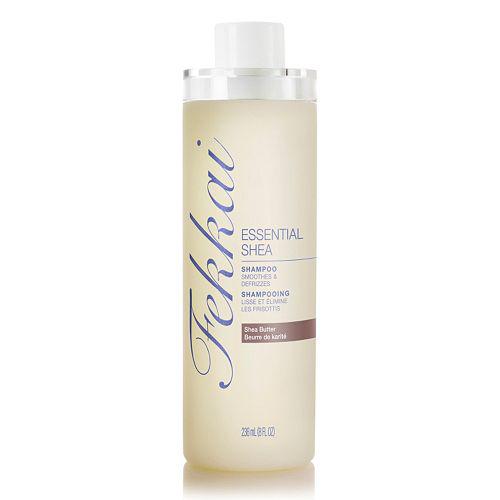 Fekkai
ESSENTIAL
SHEA
SHAMPOO
SMOOTHES &
DEFRIZZES
SHAMPOOING
LISSE ET ÉLIMINE
LES FRISOTTIS
Shea Butter
Beurre de karité
236 mL (8 FL OZ)